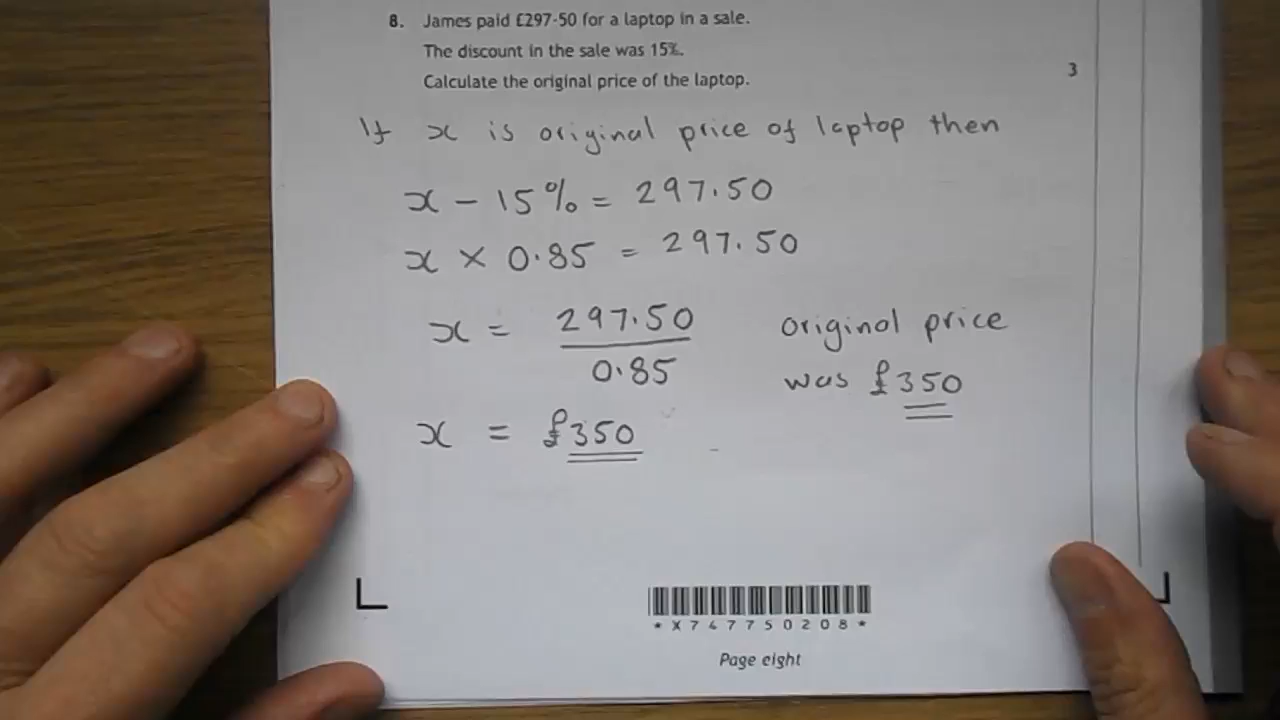 8. James paid £297·50 for a laptop in a sale.
The discount in the sale was 15%.
Calculate the original price of the laptop.
3
If x is original price of laptop then
x - 15% = 297.50
x × 0.85 = 297.50
x = 297.50 / 0.85
x = £350
original price
was £350
*X747750208*
Page eight